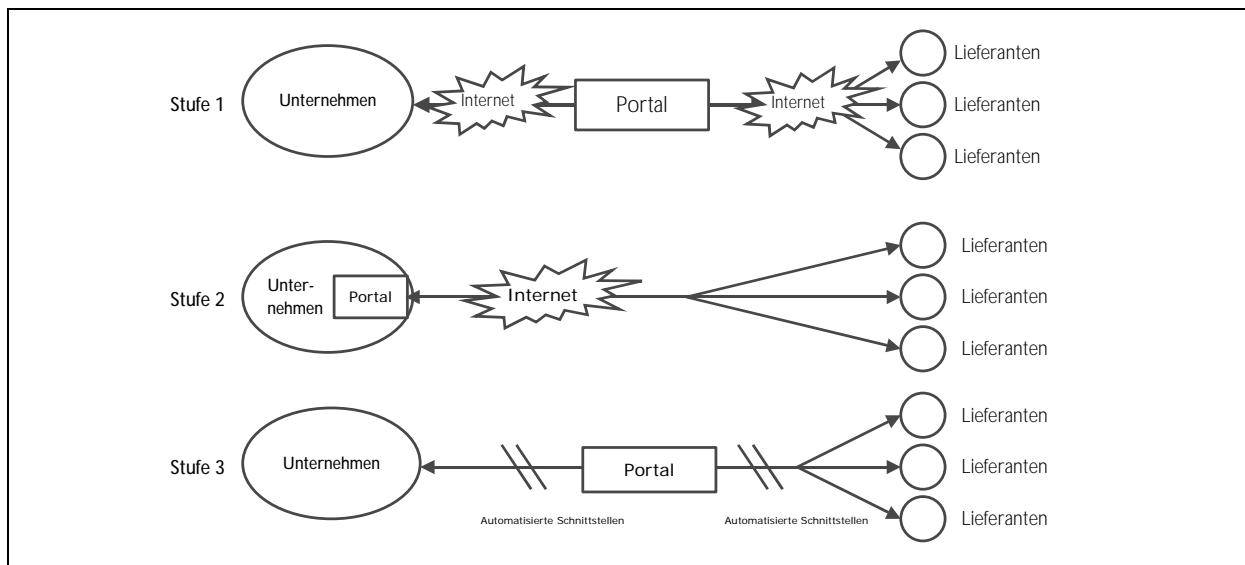 Stufe 1
Unternehmen
Internet
Portal
Internet
Lieferanten
Lieferanten
Lieferanten
Stufe 2
Unter-
nehmen
Portal
Internet
Lieferanten
Lieferanten
Lieferanten
Stufe 3
Unternehmen
Portal
Automatisierte Schnittstellen
Automatisierte Schnittstellen
Lieferanten
Lieferanten
Lieferanten